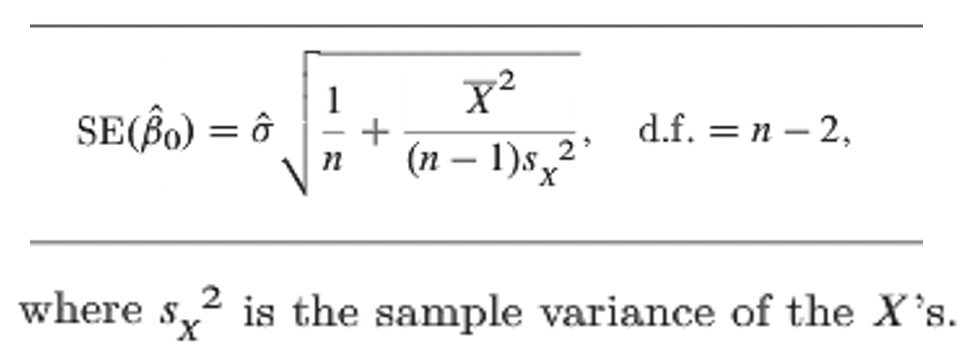 SE(β̂₀) = σ̂ √(1/n + X̄²/((n − 1)s_X²)), d.f. = n − 2,
where s_X² is the sample variance of the X's.